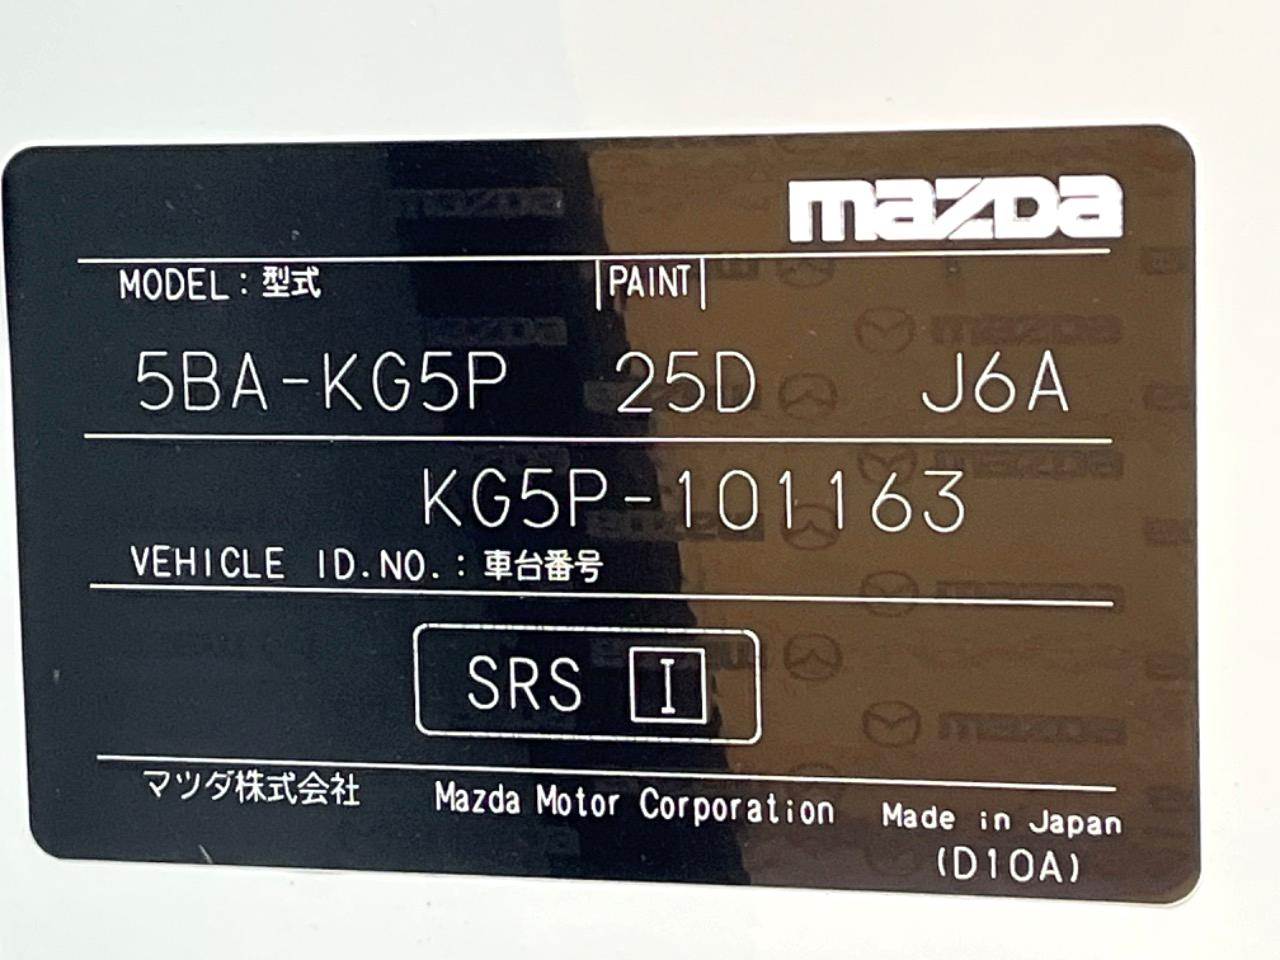 mazda
MODEL：型式 |PAINT|
5BA-KG5P 25D J6A
KG5P-101163
VEHICLE ID.NO.：車台番号
SRS I
マツダ株式会社 Mazda Motor Corporation Made in Japan
(D10A)